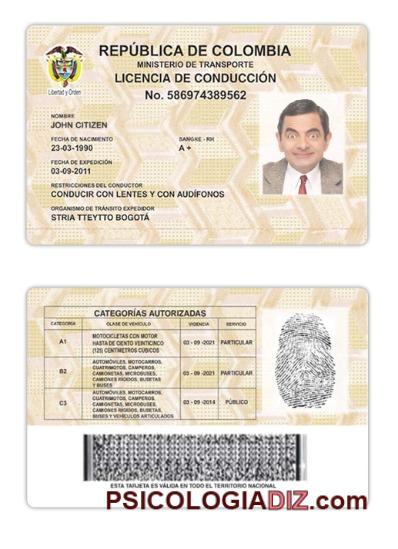 REPÚBLICA DE COLOMBIA
MINISTERIO DE TRANSPORTE
LICENCIA DE CONDUCCIÓN
No. 586974389562
Libertad y Orden
NOMBRE
JOHN CITIZEN
FECHA DE NACIMIENTO SANGRE - RH
23-03-1990 A +
FECHA DE EXPEDICIÓN
03-09-2011
RESTRICCIONES DEL CONDUCTOR
CONDUCIR CON LENTES Y CON AUDÍFONOS
ORGANISMO DE TRÁNSITO EXPEDIDOR
STRIA TTEYTTO BOGOTÁ
CATEGORÍAS AUTORIZADAS
CATEGORÍA CLASE DE VEHÍCULO VIGENCIA SERVICIO
MOTOCICLETAS CON MOTOR
A1 HASTA DE CIENTO VEINTICINCO 03 - 09 -2021 PARTICULAR
(125) CENTIMETROS CÚBICOS
AUTOMÓVILES, MOTOCARROS,
CUATRIMOTOS, CAMPEROS,
B2 CAMIONETAS, MICROBUSES, 03 - 09 -2021 PARTICULAR
CAMIONES RÍGIDOS, BUSETAS
Y BUSES
AUTOMÓVILES, MOTOCARROS,
CUATRIMOTOS, CAMPEROS,
C3 CAMIONETAS, MICROBUSES, 03 - 09 -2014 PÚBLICO
CAMIONES RÍGIDOS, BUSETAS,
BUSES Y VEHÍCULOS ARTICULADOS
ESTA TARJETA ES VÁLIDA EN TODO EL TERRITORIO NACIONAL
PSICOLOGIADIZ.com